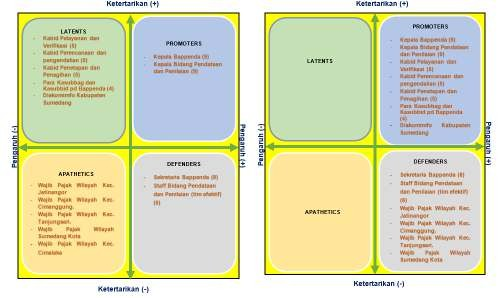 Ketertarikan (+)
LATENTS
- Kabid Pelayanan dan
Verifikasi (5)
- Kabid Perencanaan dan
pengendalian (5)
- Kabid Penetapan dan
Penagihan (5)
- Para Kasubbag dan
Kasubbid pd Bappenda (4)
- Diskominfo Kabupaten
Sumedang
PROMOTERS
- Kepala Bappenda (9)
- Kepala Bidang Pendataan
dan Penilaian (9)
Pengaruh (-)
Pengaruh (+)
APATHETICS
- Wajib Pajak Wilayah Kec.
Jatinangor
- Wajib Pajak Wilayah Kec.
Cimanggung.
- Wajib Pajak Wilayah Kec.
Tanjungsari.
- Wajib Pajak Wilayah
Sumedang Kota
- Wajib Pajak Wilayah Kec.
Cimalaka
DEFENDERS
- Sekretaris Bappenda (8)
- Staff Bidang Pendataan
dan Penilaian (tim efektif)
(6)
Ketertarikan (-)
Ketertarikan (+)
LATENTS
PROMOTERS
- Kepala Bappenda (9)
- Kepala Bidang Pendataan
dan Penilaian (9)
- Kabid Pelayanan dan
Verifikasi (5)
- Kabid Perencanaan dan
pengendalian (5)
- Kabid Penetapan dan
Penagihan (5)
- Para Kasubbag dan
Kasubbid pd Bappenda
(4)
- Diskominfo Kabupaten
Sumedang
Pengaruh (-)
Pengaruh (+)
APATHETICS
DEFENDERS
- Sekretaris Bappenda (8)
- Staff Bidang Pendataan
dan Penilaian (tim efektif)
(6)
- Wajib Pajak Wilayah Kec.
Jatinangor
- Wajib Pajak Wilayah Kec.
Cimanggung.
- Wajib Pajak Wilayah Kec.
Tanjungsari.
- Wajib Pajak Wilayah
Sumedang Kota
Ketertarikan (-)